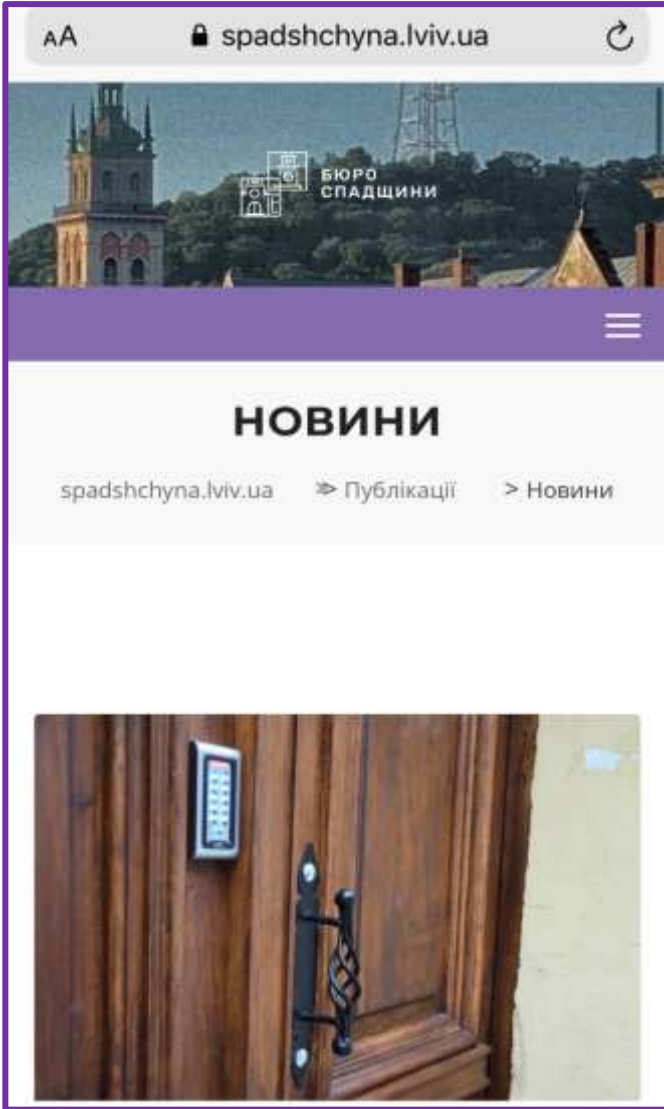 AA spadshchyna.lviv.ua
БЮРО
СПАДЩИНИ
НОВИНИ
spadshchyna.lviv.ua ⪢ Публікації > Новини